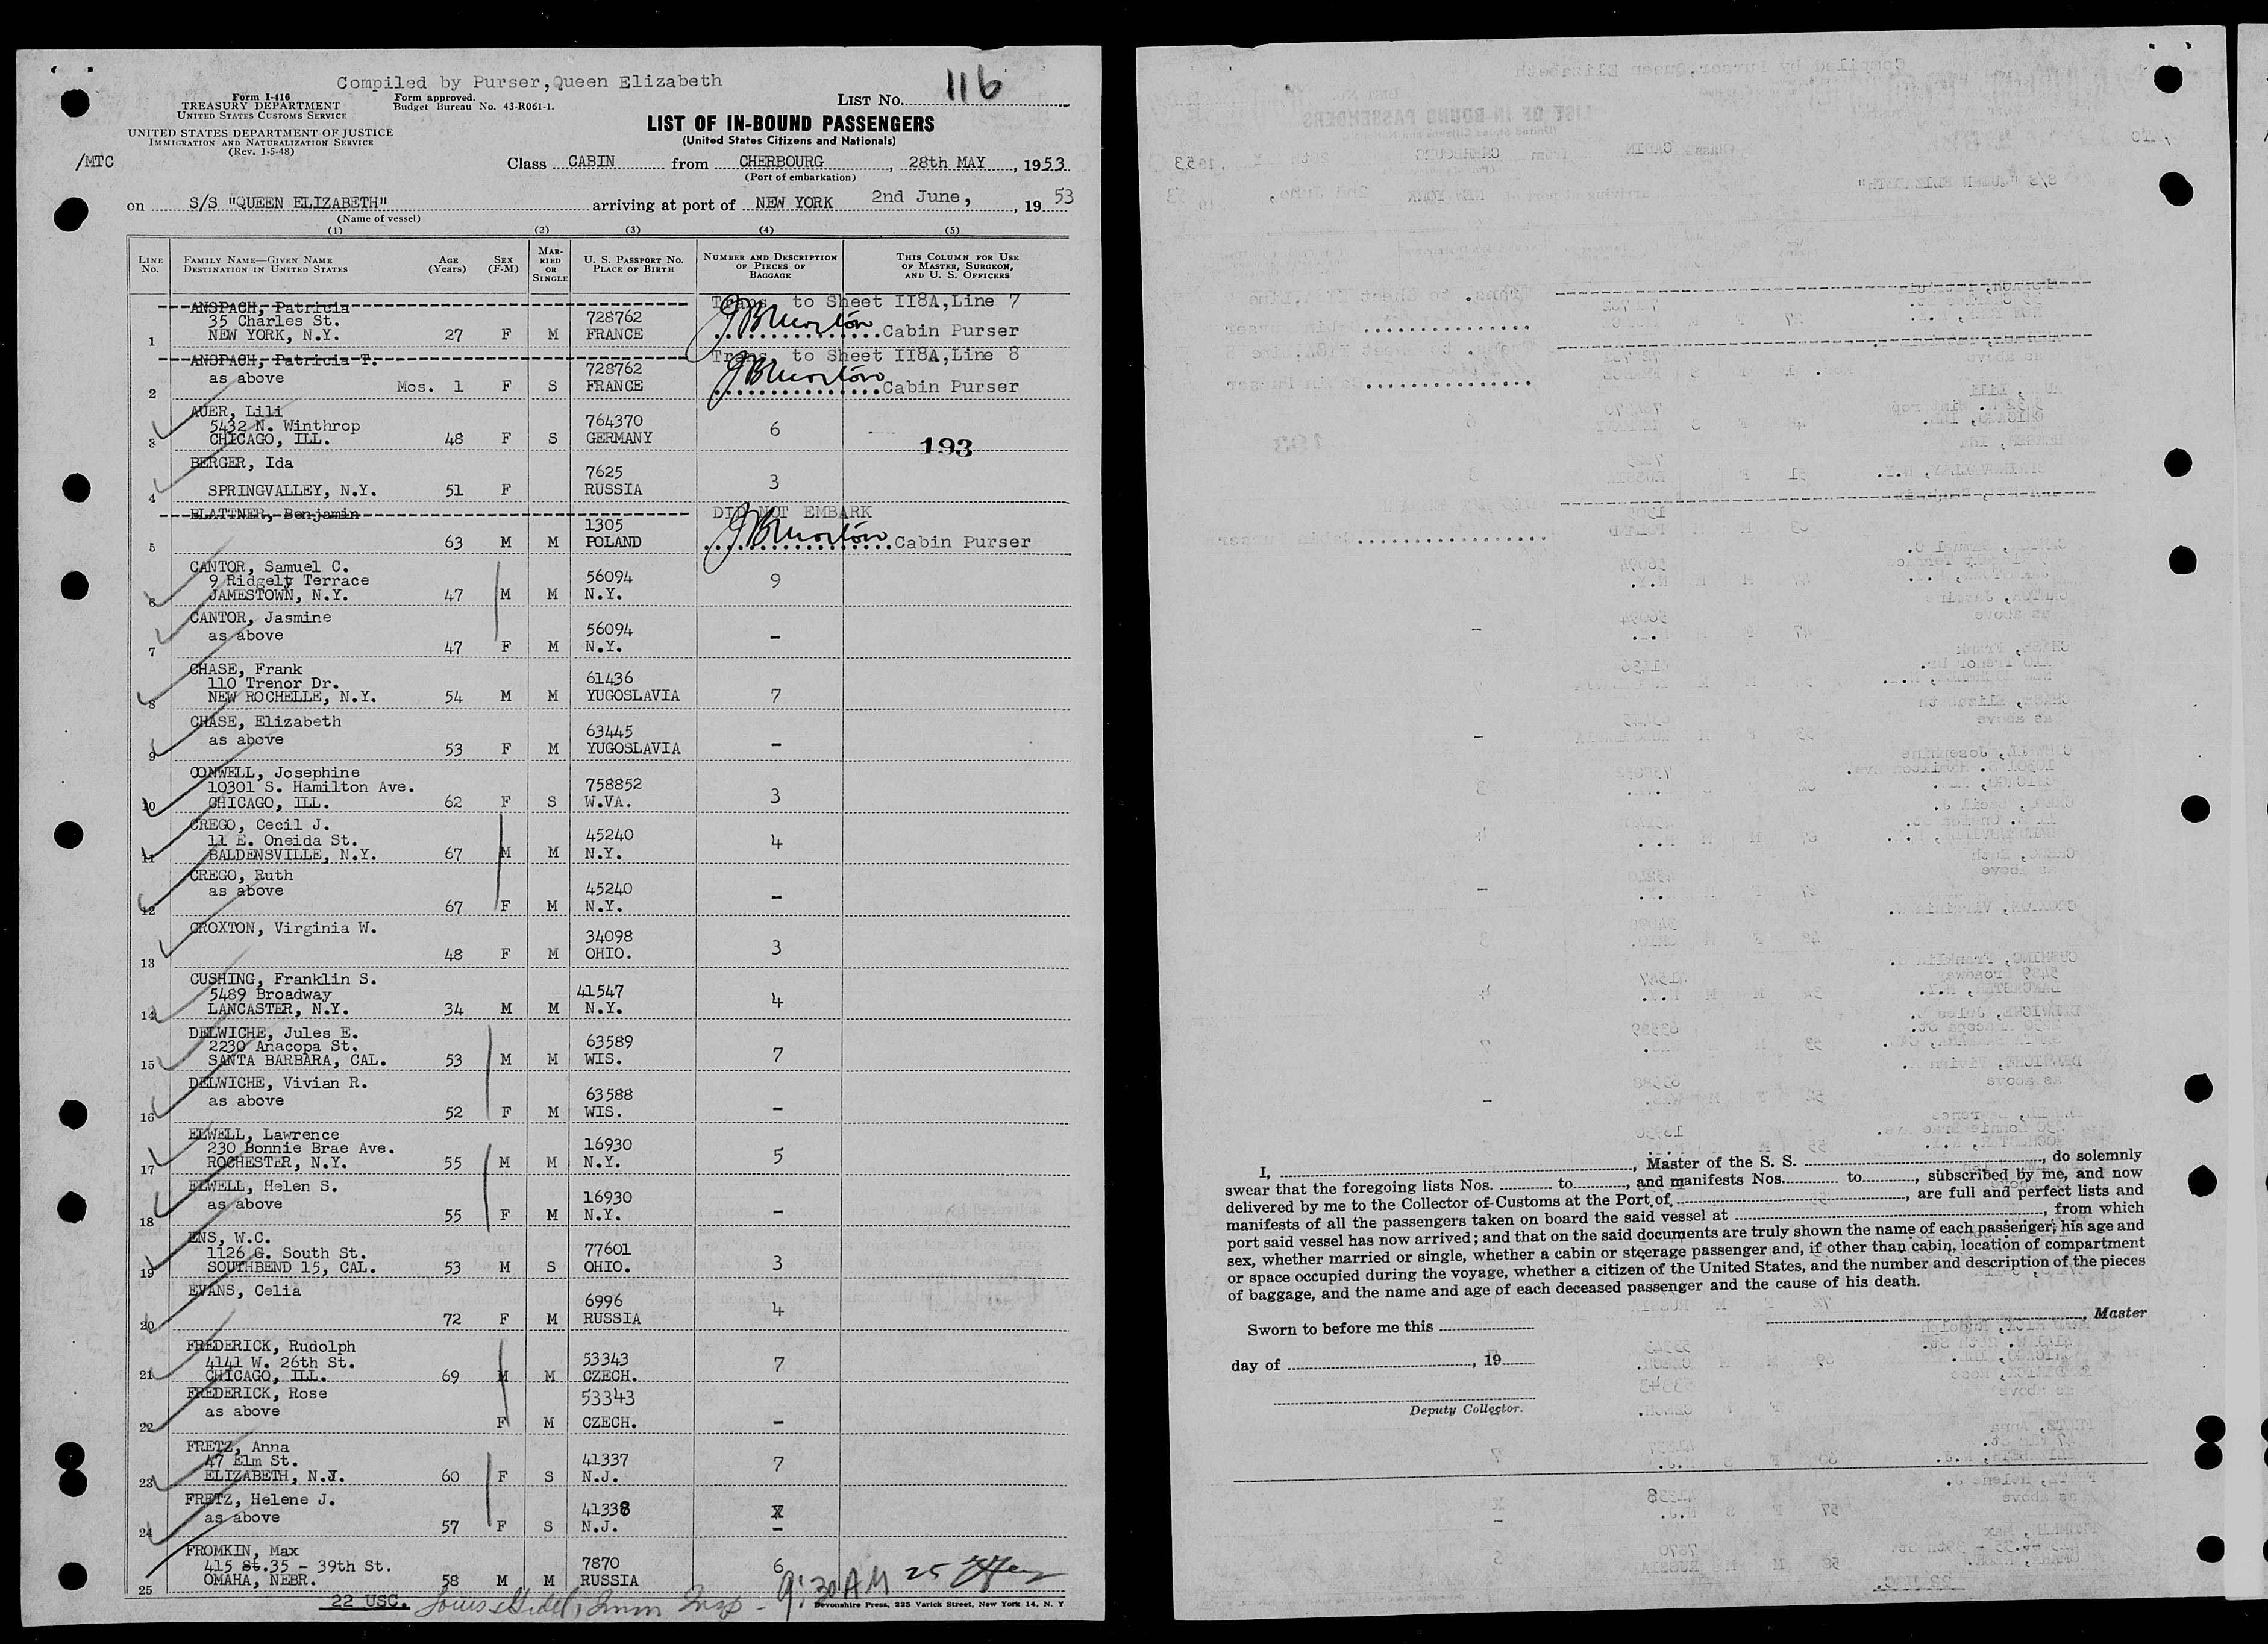 Compiled by Purser, Queen Elizabeth
116
Form I-416
TREASURY DEPARTMENT
UNITED STATES CUSTOMS SERVICE
Form approved.
Budget Bureau No. 43-R061-1.
LIST No.
UNITED STATES DEPARTMENT OF JUSTICE
IMMIGRATION AND NATURALIZATION SERVICE
(Rev. 1-5-48)
LIST OF IN-BOUND PASSENGERS
(United States Citizens and Nationals)
/MTC
Class CABIN from CHERBOURG, 28th MAY, 1953
(Port of embarkation)
on S/S "QUEEN ELIZABETH" arriving at port of NEW YORK 2nd June, , 19 53
(Name of vessel)
(1) (2) (3) (4) (5)
LINE No. FAMILY NAME—GIVEN NAME DESTINATION IN UNITED STATES AGE (Years) SEX (F-M) MARRIED OR SINGLE U. S. PASSPORT No. PLACE OF BIRTH NUMBER AND DESCRIPTION OF PIECES OF BAGGAGE THIS COLUMN FOR USE OF MASTER, SURGEON, AND U. S. OFFICERS
ANSPACH, Patricia Trans. to Sheet II8A, Line 7
35 Charles St. 728762
1 NEW YORK, N.Y. 27 F M FRANCE Cabin Purser
ANSPACH, Patricia T. Trans. to Sheet II8A, Line 8
as above 728762
2 Mos. 1 F S FRANCE Cabin Purser
AUER, Lili
5432 N. Winthrop 764370 6
3 CHICAGO, ILL. 48 F S GERMANY 193
BERGER, Ida 7625 3
4 SPRINGVALLEY, N.Y. 51 F RUSSIA
BLATTNER, Benjamin DID NOT EMBARK
1305
5 63 M M POLAND Cabin Purser
CANTOR, Samuel C.
9 Ridgely Terrace 56094 9
6 JAMESTOWN, N.Y. 47 M M N.Y.
CANTOR, Jasmine
as above 56094 -
7 47 F M N.Y.
CHASE, Frank
110 Trenor Dr. 61436
8 NEW ROCHELLE, N.Y. 54 M M YUGOSLAVIA 7
CHASE, Elizabeth
as above 63445
9 53 F M YUGOSLAVIA -
CONWELL, Josephine
10301 S. Hamilton Ave. 758852 3
10 CHICAGO, ILL. 62 F S W.VA.
CREGO, Cecil J.
11 E. Oneida St. 45240 4
11 BALDENSVILLE, N.Y. 67 M M N.Y.
CREGO, Ruth
as above 45240 -
12 67 F M N.Y.
CROXTON, Virginia W. 34098 3
13 48 F M OHIO.
CUSHING, Franklin S.
5489 Broadway 41547 4
14 LANCASTER, N.Y. 34 M M N.Y.
DELWICHE, Jules E.
2230 Anacopa St. 63589
15 SANTA BARBARA, CAL. 53 M M WIS. 7
DELWICHE, Vivian R.
as above 63588
16 52 F M WIS. -
ELWELL, Lawrence
230 Bonnie Brae Ave. 16930 5
17 ROCHESTER, N.Y. 55 M M N.Y.
ELWELL, Helen S.
as above 16930 -
18 55 F M N.Y.
ENS, W.C.
1126 G. South St. 77601 3
19 SOUTHBEND 15, CAL. 53 M S OHIO.
EVANS, Celia 6996 4
20 72 F M RUSSIA
FREDERICK, Rudolph
4141 W. 26th St. 53343 7
21 CHICAGO, ILL. 69 M M CZECH.
FREDERICK, Rose 53343
as above
22 F M CZECH. -
FRETZ, Anna
47 Elm St. 41337 7
23 ELIZABETH, N.J. 60 F S N.J.
FRETZ, Helene J.
as above 41338 X
24 57 F S N.J. -
FROMKIN, Max
415 St.35 - 39th St. 7870 6
25 OMAHA, NEBR. 58 M M RUSSIA 25
22 USC. 9:30 AM
Devonshire Press, 225 Varick Street, New York 14, N. Y
I, , Master of the S. S. , do solemnly
swear that the foregoing lists Nos. to , and manifests Nos. to , subscribed by me, and now
delivered by me to the Collector of Customs at the Port of , are full and perfect lists and
manifests of all the passengers taken on board the said vessel at , from which
port said vessel has now arrived; and that on the said documents are truly shown the name of each passenger, his age and
sex, whether married or single, whether a cabin or steerage passenger and, if other than cabin, location of compartment
or space occupied during the voyage, whether a citizen of the United States, and the number and description of the pieces
of baggage, and the name and age of each deceased passenger and the cause of his death.
, Master
Sworn to before me this
day of , 19
Deputy Collector.